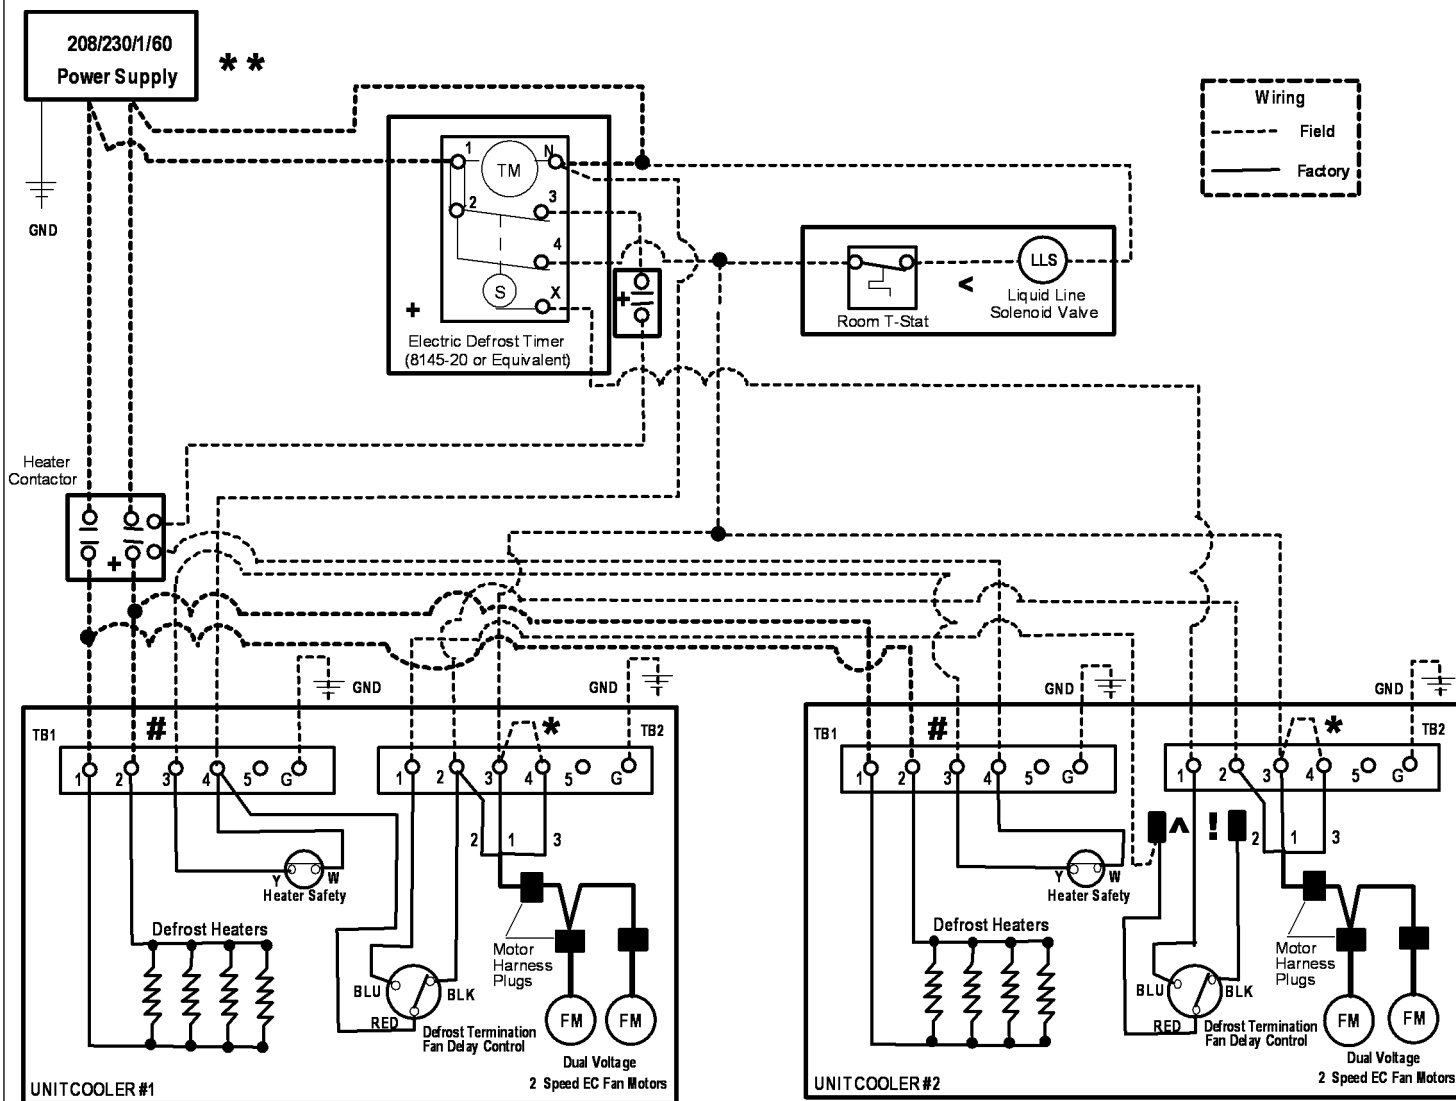 208/230/1/60
Power Supply
* *
GND
Wiring
Field
Factory
1
TM
N
2
3
4
S
X
+
Electric Defrost Timer
(8145-20 or Equivalent)
+
Room T-Stat
<
LLS
Liquid Line
Solenoid Valve
Heater
Contactor
+
GND
GND
GND
GND
TB1
#
*
TB2
1
2
3
4
5
G
1
2
3
4
5
G
2
1
3
Y
W
Heater Safety
Defrost Heaters
BLU
BLK
RED
Defrost Termination
Fan Delay Control
Motor
Harness
Plugs
FM
FM
Dual Voltage
2 Speed EC Fan Motors
UNIT COOLER #1
TB1
#
*
TB2
1
2
3
4
5
G
1
2
3
4
5
G
^
!
2
1
3
Y
W
Heater Safety
Defrost Heaters
BLU
BLK
RED
Defrost Termination
Fan Delay Control
Motor
Harness
Plugs
FM
FM
Dual Voltage
2 Speed EC Fan Motors
UNIT COOLER #2